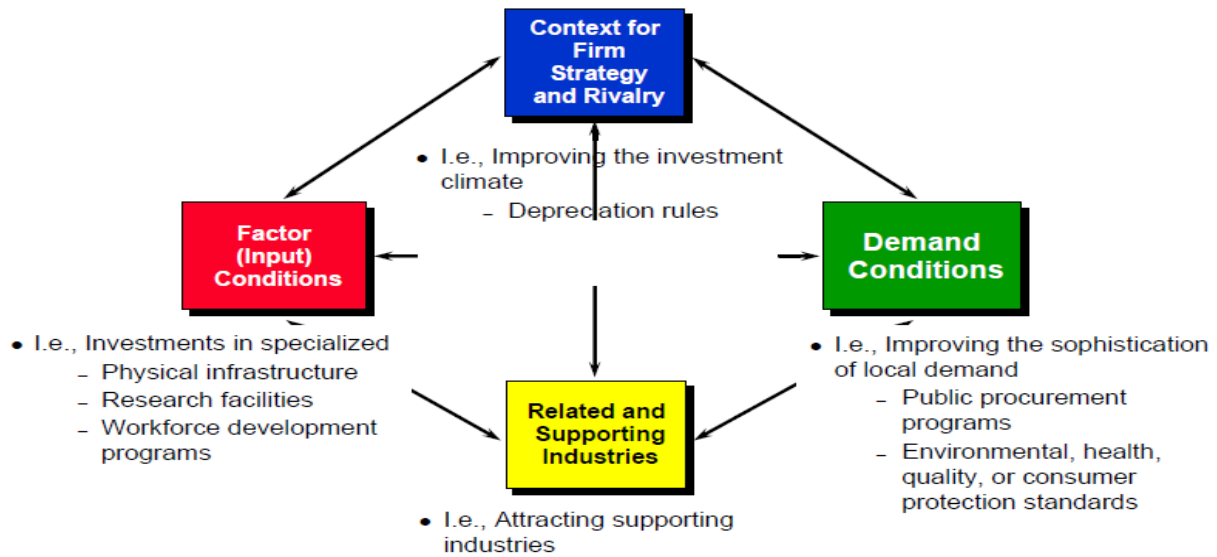 Context for
Firm
Strategy
and Rivalry
• I.e., Improving the investment
climate
– Depreciation rules
Factor
(Input)
Conditions
Demand
Conditions
• I.e., Investments in specialized
– Physical infrastructure
– Research facilities
– Workforce development
programs
• I.e., Improving the sophistication
of local demand
– Public procurement
programs
– Environmental, health,
quality, or consumer
protection standards
Related and
Supporting
Industries
• I.e., Attracting supporting
industries